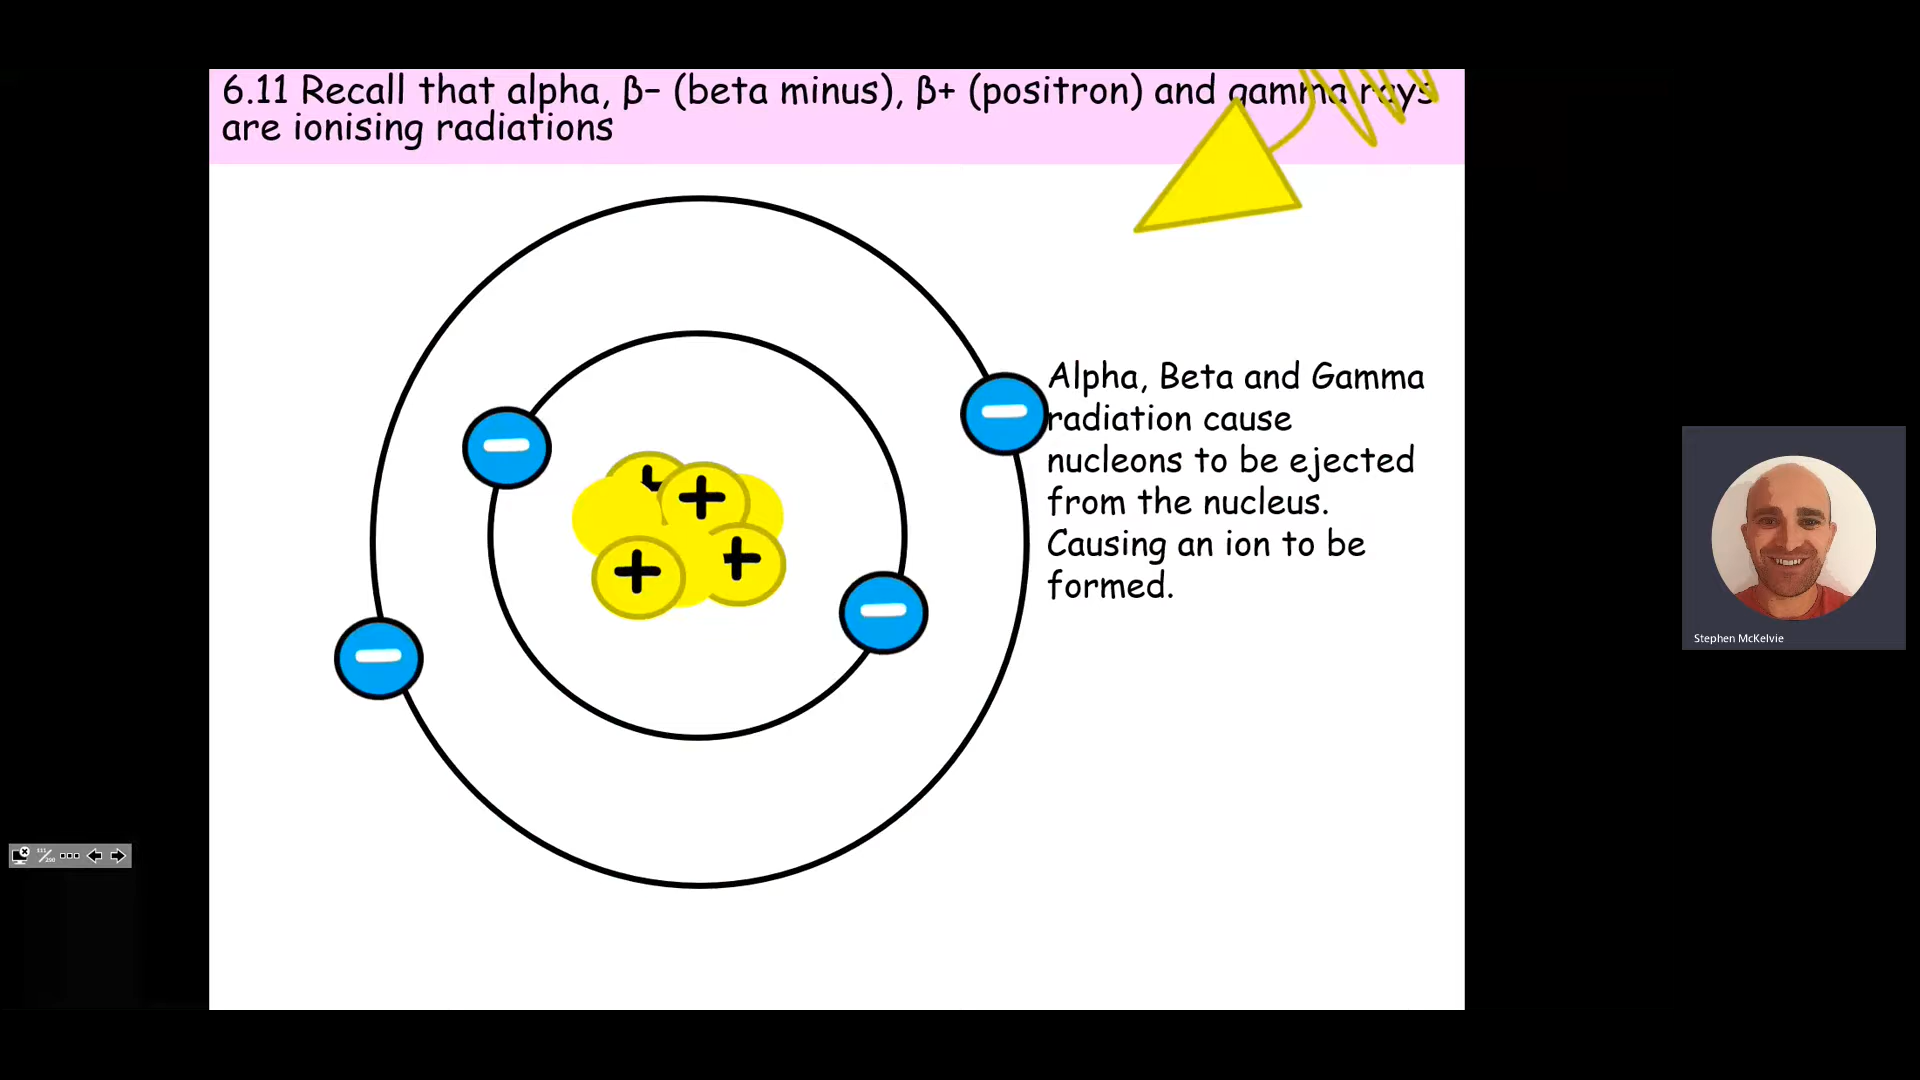 6.11 Recall that alpha, β– (beta minus), β+ (positron) and gamma rays
are ionising radiations
Alpha, Beta and Gamma
radiation cause
nucleons to be ejected
from the nucleus.
Causing an ion to be
formed.
Stephen McKelvie